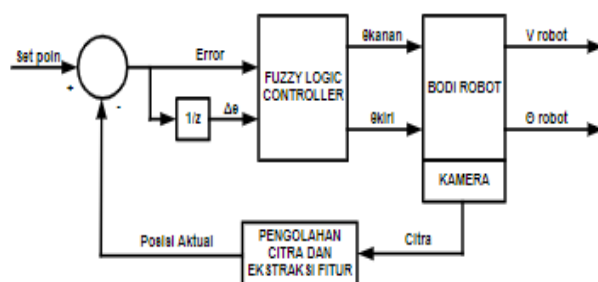 Set poin
+
-
Error
1/z
Δe
FUZZY LOGIC
CONTROLLER
θkanan
θkiri
BODI ROBOT
KAMERA
V robot
Θ robot
Citra
PENGOLAHAN
CITRA DAN
EKSTRAKSI FITUR
Posisi Aktual